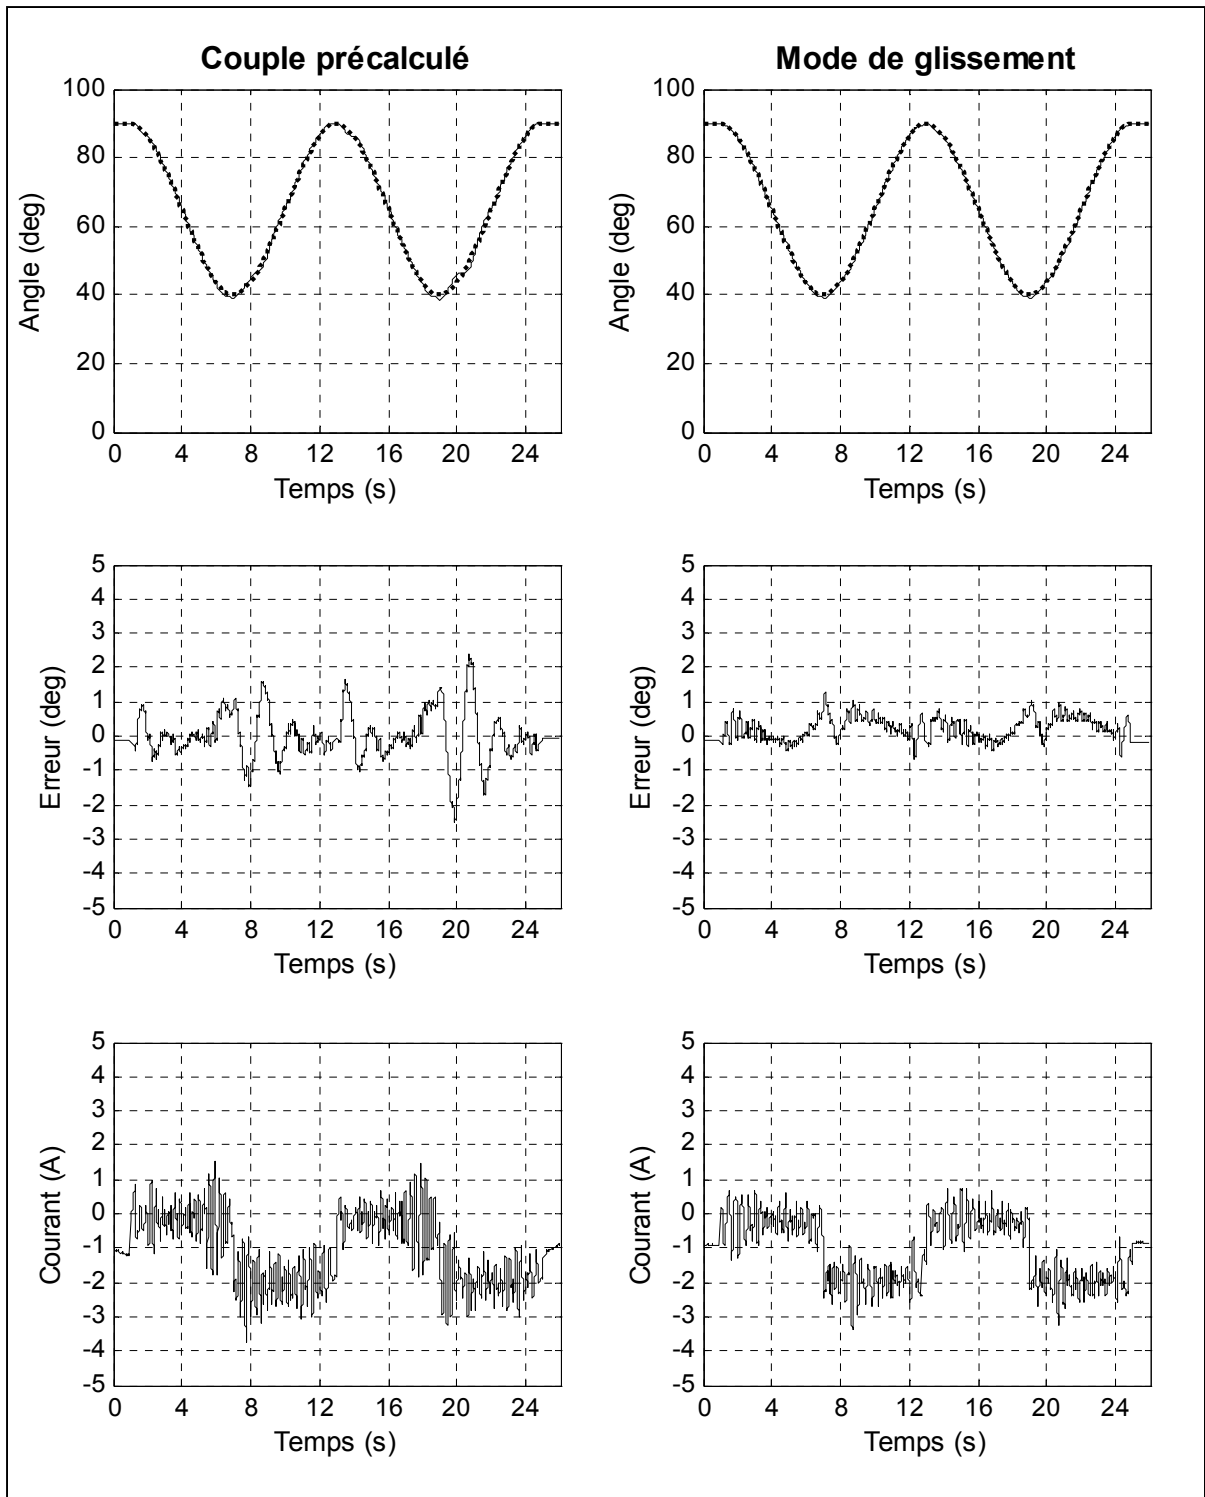 Couple précalculé
Mode de glissement
100
80
60
40
20
0
Angle (deg)
0 4 8 12 16 20 24
Temps (s)
100
80
60
40
20
0
Angle (deg)
0 4 8 12 16 20 24
Temps (s)
5
4
3
2
1
0
-1
-2
-3
-4
-5
Erreur (deg)
0 4 8 12 16 20 24
Temps (s)
5
4
3
2
1
0
-1
-2
-3
-4
-5
Erreur (deg)
0 4 8 12 16 20 24
Temps (s)
5
4
3
2
1
0
-1
-2
-3
-4
-5
Courant (A)
0 4 8 12 16 20 24
Temps (s)
5
4
3
2
1
0
-1
-2
-3
-4
-5
Courant (A)
0 4 8 12 16 20 24
Temps (s)